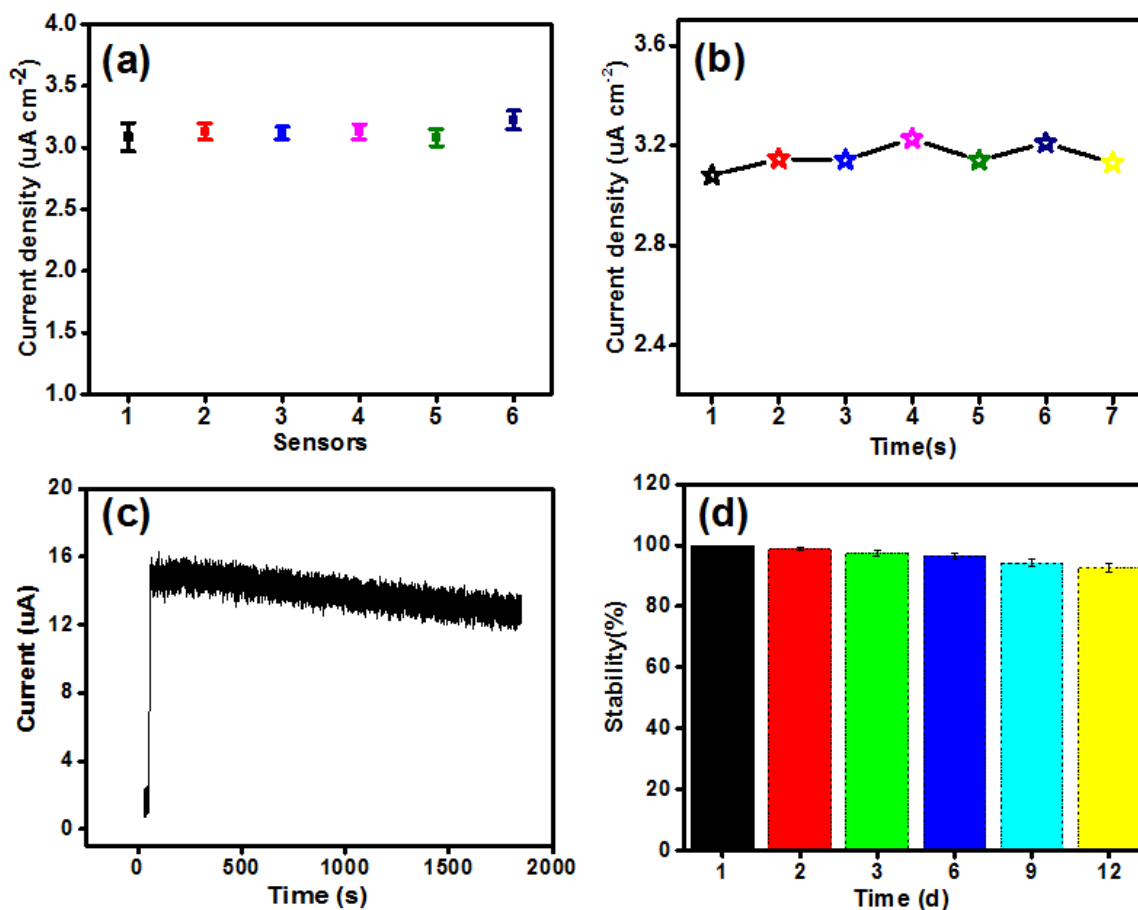 (a)
Current density (uA cm-2)
4.0
3.5
3.0
2.5
2.0
1.5
1.0
1 2 3 4 5 6
Sensors
(b)
Current density (uA cm-2)
3.6
3.2
2.8
2.4
1 2 3 4 5 6 7
Time(s)
(c)
Current (uA)
20
16
12
8
4
0
0 500 1000 1500 2000
Time (s)
(d)
Stability(%)
120
100
80
60
40
20
0
1 2 3 6 9 12
Time (d)